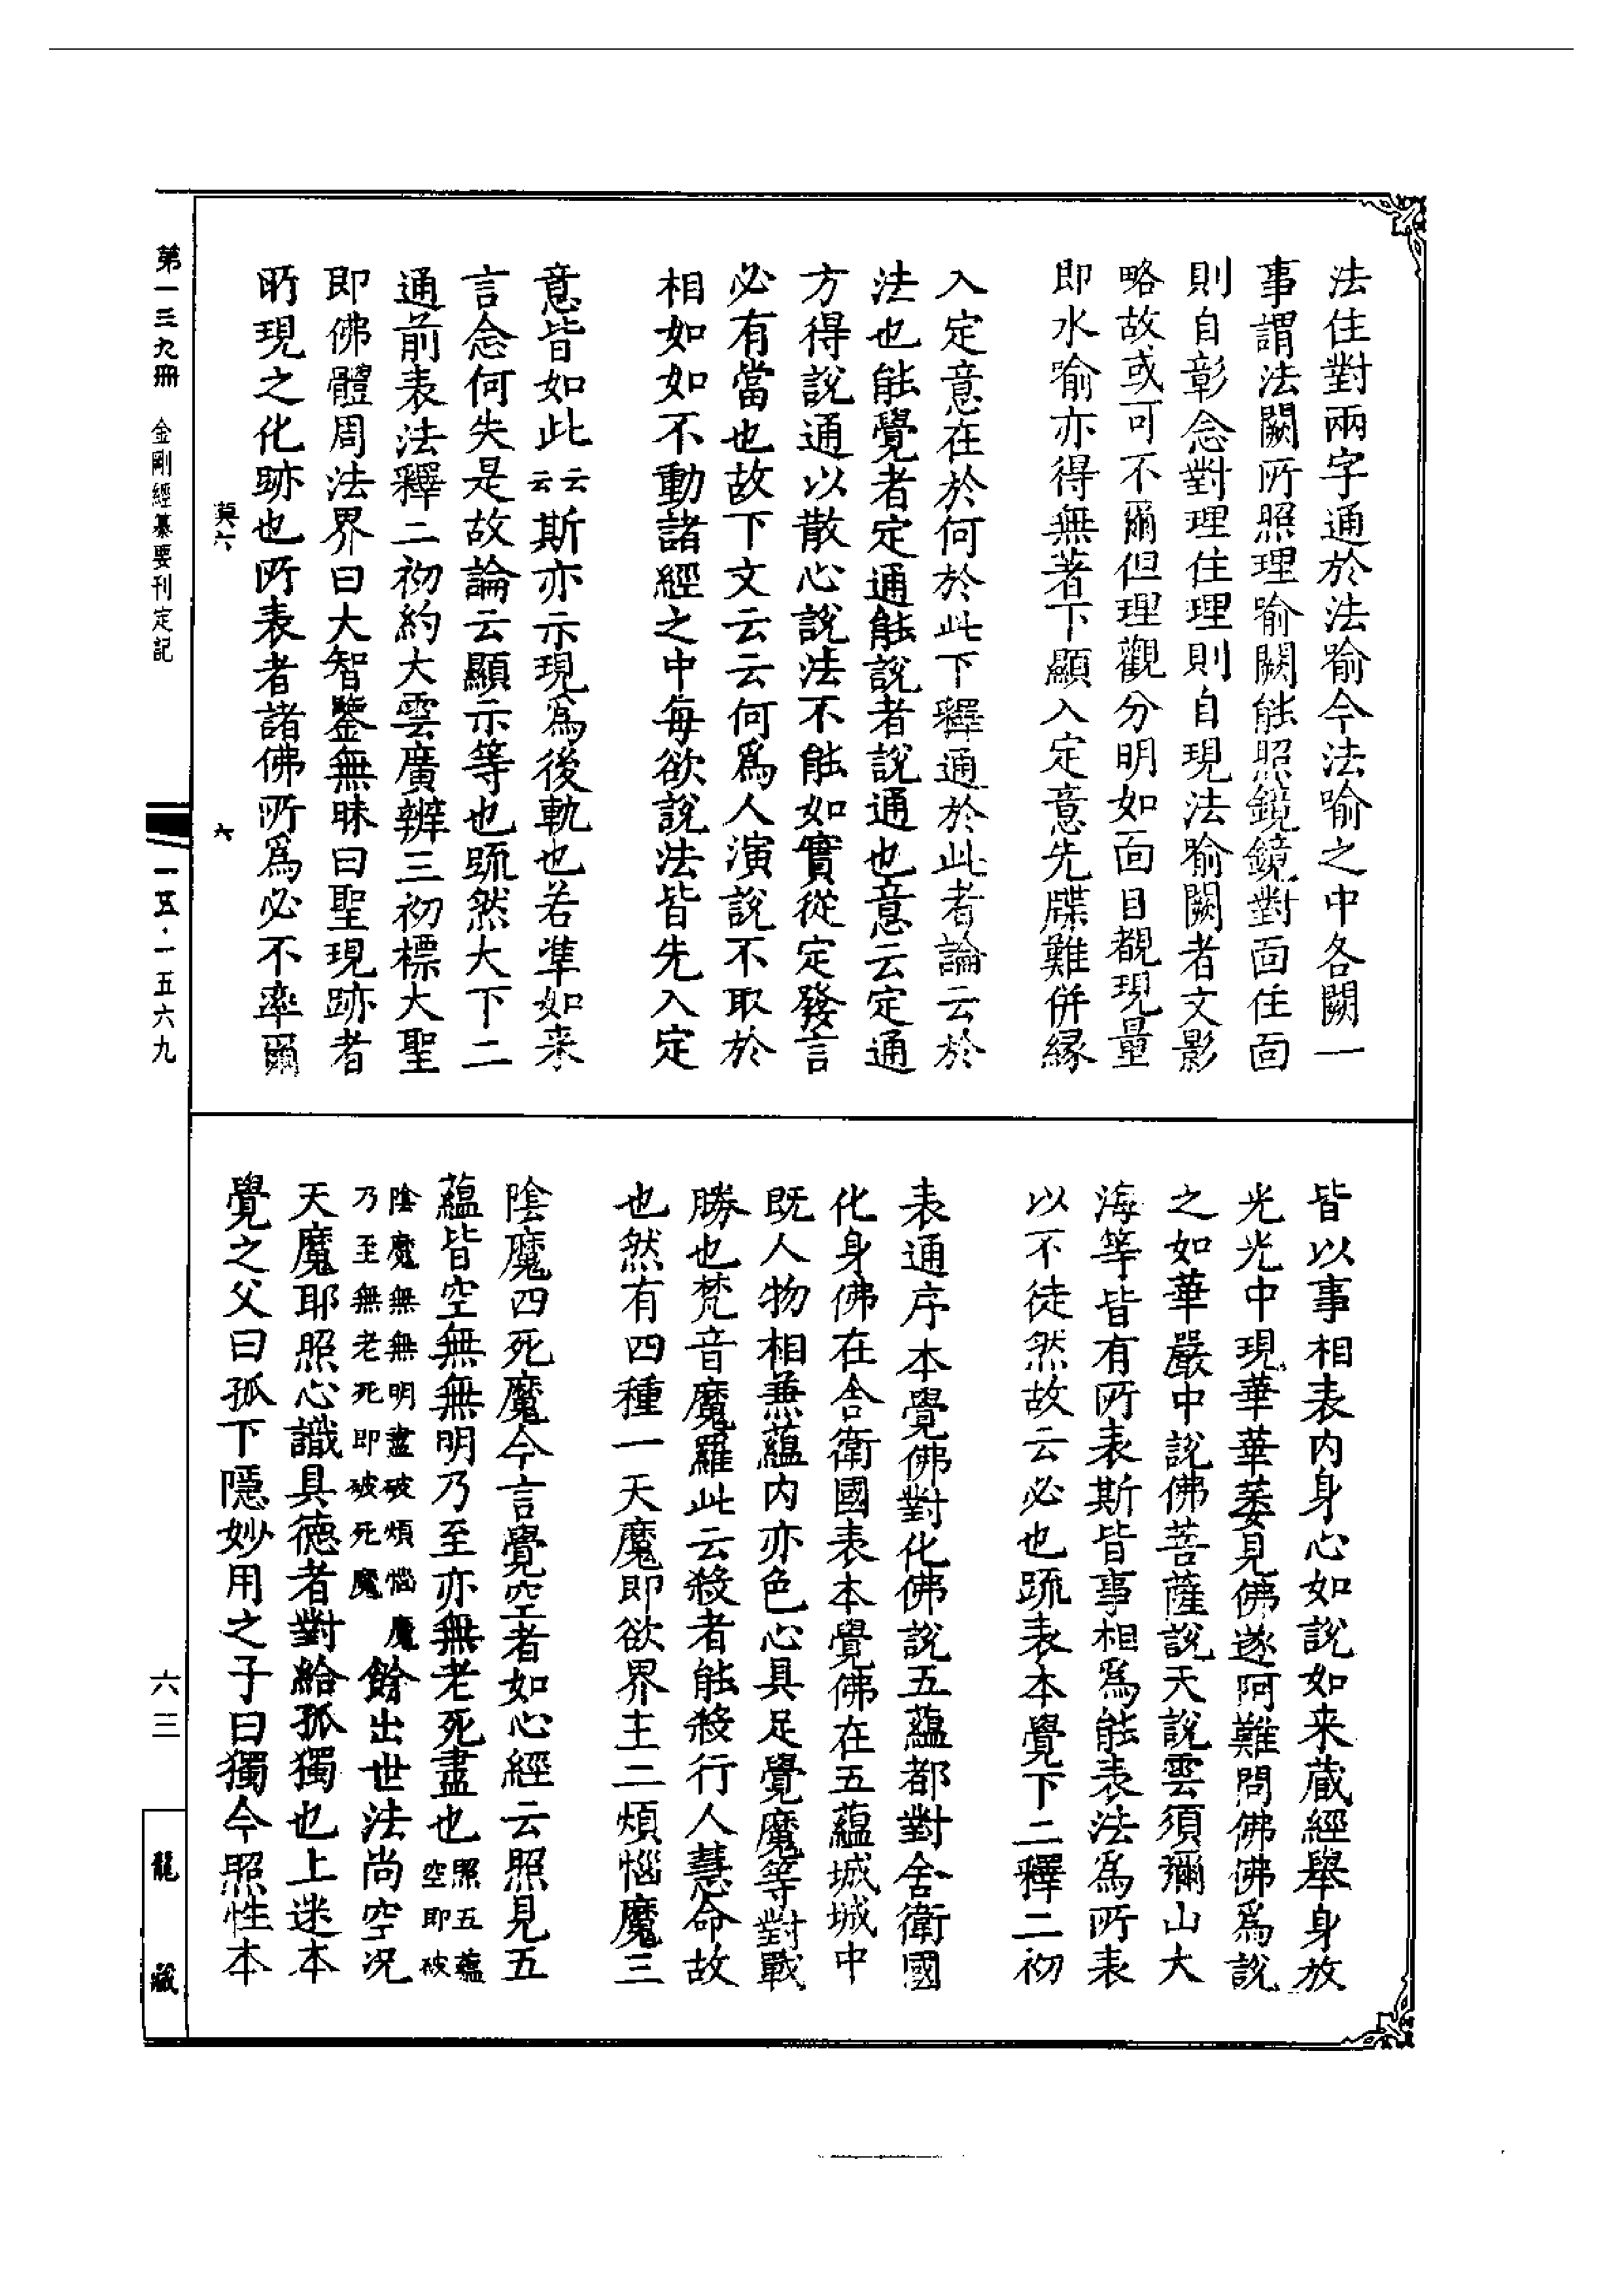 法住對兩字通於法喻今法喻之中各闕一
事謂法闕所照理喻闕能照鏡鏡對面住面
則自彰念對理住理則自現法喻闕者文影
略故或可不爾但理觀分明如面目覩現量
即水喻亦得無著下顯入定意先牒難併緣
入定意在於何於此下釋通於此者論云於
法也能覺者定通能說者說通也意云定通
方得說通以散心說法不能如實從定發言
必有當也故下文云云何爲人演說不取於
相如如不動諸經之中每欲說法皆先入定
意皆如此云云斯亦示現爲後軌也若準如来
言念何失是故論云顯示等也䟽然大下二
通前表法釋二初約大雲廣辨三初標大聖
即佛體周法界曰大智鑒無昧曰聖現跡者
所現之化跡也所表者諸佛所爲必不率爾
皆以事相表内身心如說如来藏經舉身放
光光中現華華萎見佛遂阿難問佛佛爲說
之如華嚴中說佛菩薩說天說雲須彌山大
海等皆有所表斯皆事相爲能表法爲所表
以不徒然故云必也䟽表本覺下二釋二初
表通序本覺佛對化佛說五蘊都對舍衛國
化身佛在舍衛國表本覺佛在五蘊城城中
既人物相兼蘊内亦色心具足覺魔等對戰
勝也梵音魔羅此云殺者能殺行人慧命故
也然有四種一天魔即欲界主二煩惱魔三
陰魔四死魔今言覺空者如心經云照見五
蘊皆空無無明乃至亦無老死盡也照五蘊空即破
陰魔無無明盡破煩惱魔乃至無老死即破死魔餘出世法尚空况
天魔耶照心識具德者對給孤獨也上迷本
覺之父曰孤下隱妙用之子曰獨今照性本
第一三九冊 金剛經纂要刊定記
一五·一五六九
六三
龍藏
六